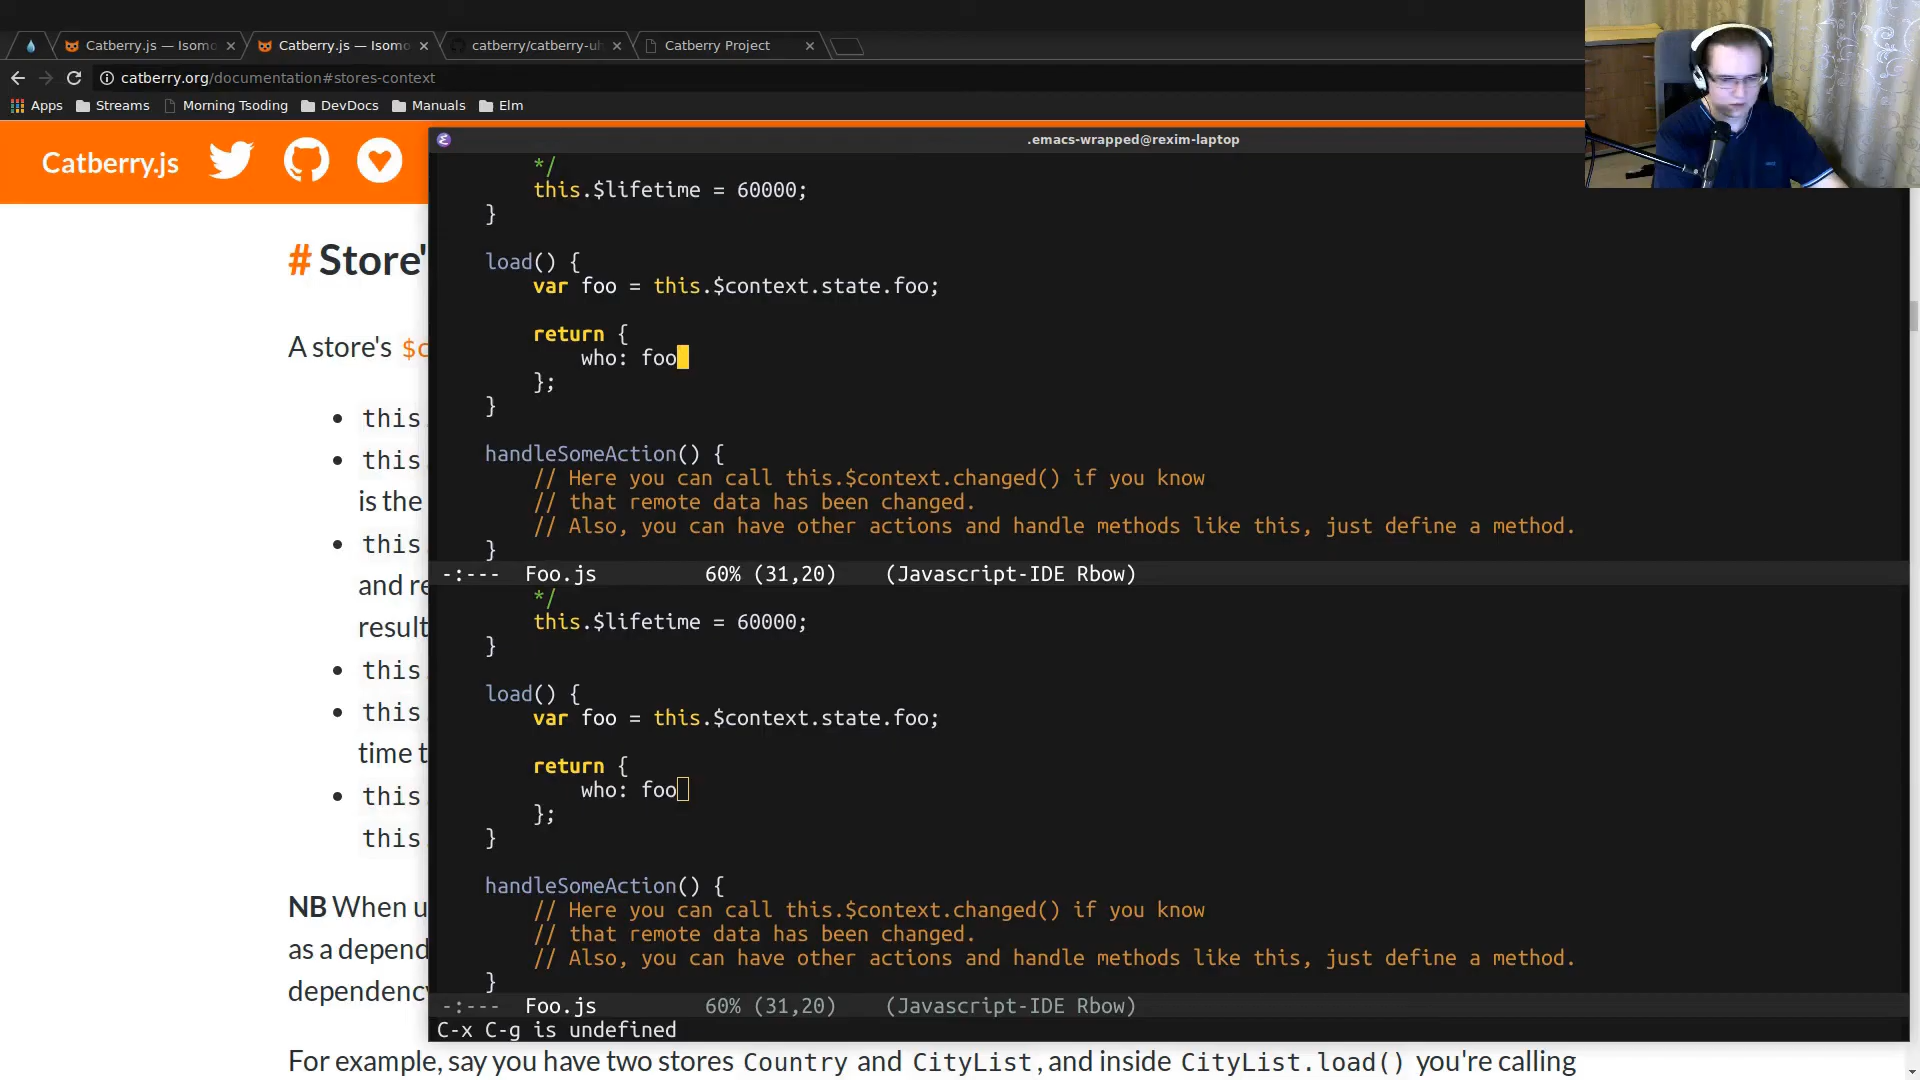 Catberry.js — Isomo
Catberry.js — Isomo
catberry/catberry-uh
Catberry Project
catberry.org/documentation#stores-context
Apps
Streams
Morning Tsoding
DevDocs
Manuals
Elm
Catberry.js
.emacs-wrapped@rexim-laptop
*/
this.$lifetime = 60000;
}
load() {
var foo = this.$context.state.foo;
return {
who: foo
};
}
handleSomeAction() {
// Here you can call this.$context.changed() if you know
// that remote data has been changed.
// Also, you can have other actions and handle methods like this, just define a method.
}
-:--- Foo.js 60% (31,20) (Javascript-IDE Rbow)
*/
this.$lifetime = 60000;
}
load() {
var foo = this.$context.state.foo;
return {
who: foo
};
}
handleSomeAction() {
// Here you can call this.$context.changed() if you know
// that remote data has been changed.
// Also, you can have other actions and handle methods like this, just define a method.
}
-:--- Foo.js 60% (31,20) (Javascript-IDE Rbow)
C-x C-g is undefined
# Store'
A store's $c
this
this
is the
this
and re
result
this
this
time t
this
this
NB When u
as a depend
dependency
For example, say you have two stores Country and CityList, and inside CityList.load() you're calling